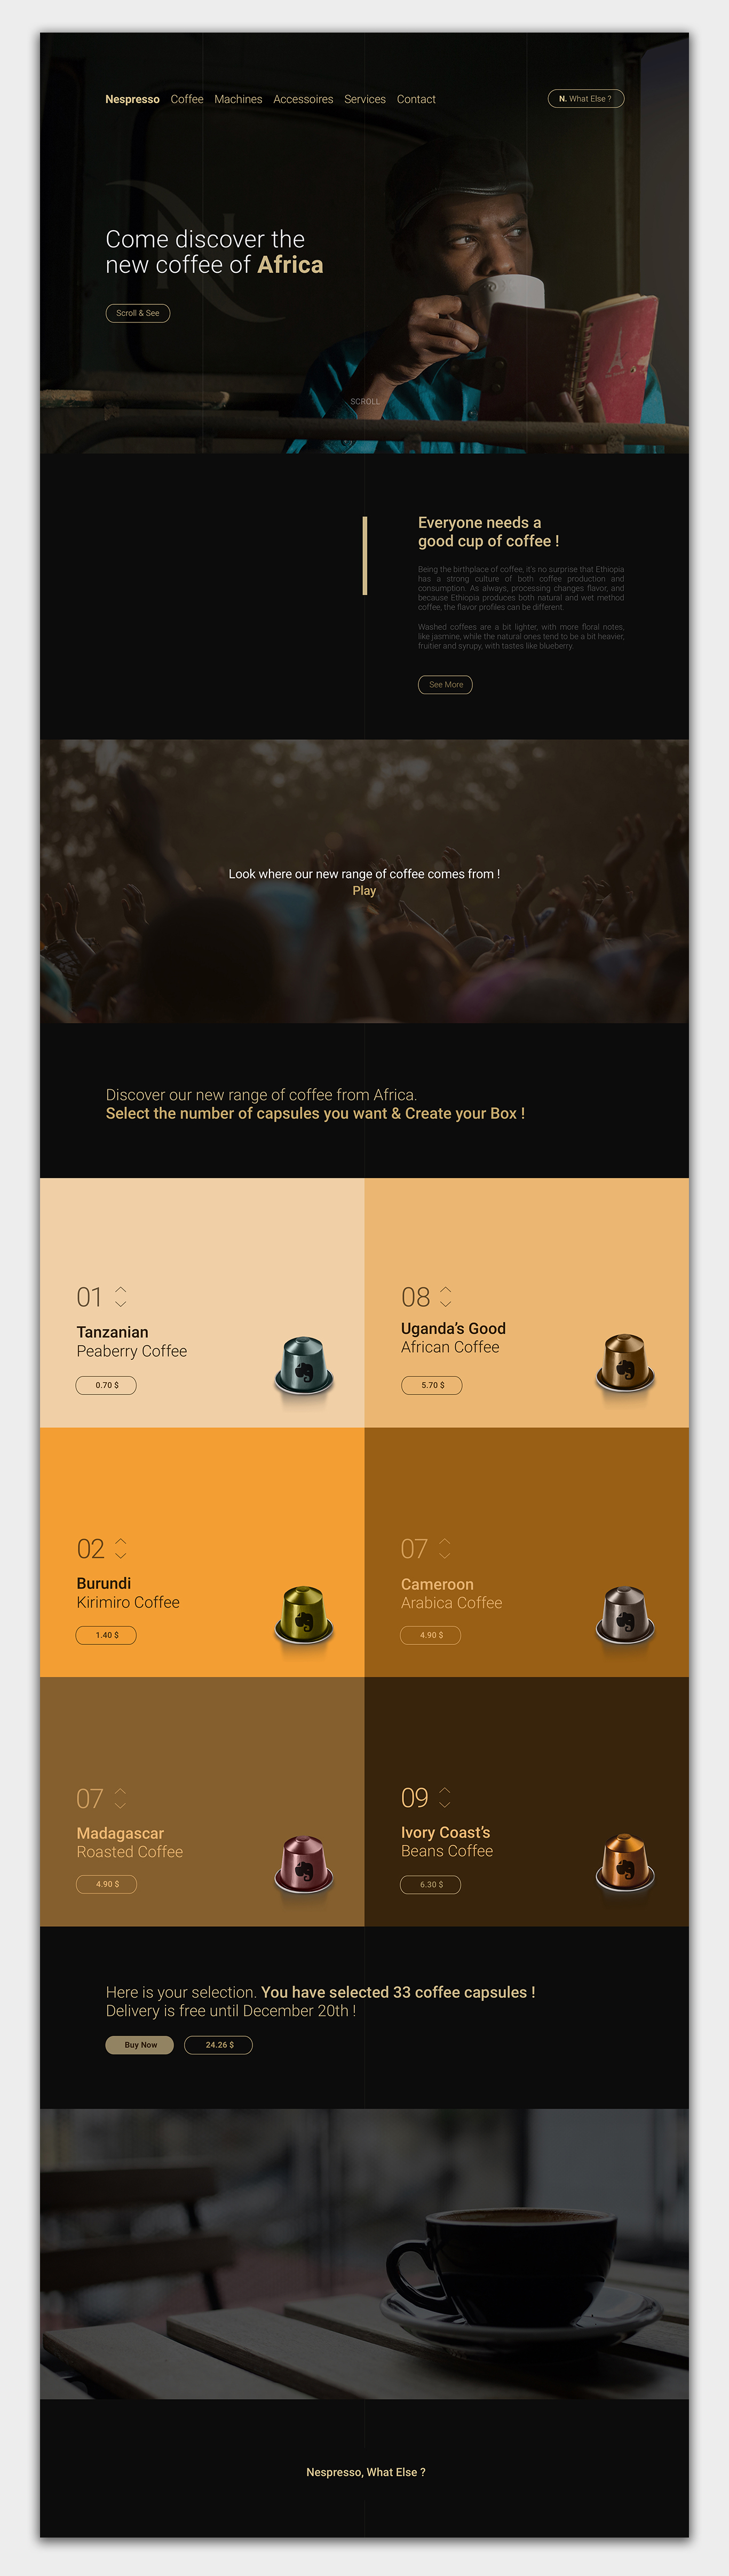 Nespresso Coffee Machines Accessoires Services Contact
N. What Else ?
Come discover the
new coffee of Africa
Scroll & See
SCROLL
Everyone needs a
good cup of coffee !
Being the birthplace of coffee, it's no surprise that Ethiopia
has a strong culture of both coffee production and
consumption. As always, processing changes flavor, and
because Ethiopia produces both natural and wet method
coffee, the flavor profiles can be different.
Washed coffees are a bit lighter, with more floral notes,
like jasmine, while the natural ones tend to be a bit heavier,
fruitier and syrupy, with tastes like blueberry.
See More
Look where our new range of coffee comes from !
Play
Discover our new range of coffee from Africa.
Select the number of capsules you want & Create your Box !
01
Tanzanian
Peaberry Coffee
0.70 $
08
Uganda's Good
African Coffee
5.70 $
02
Burundi
Kirimiro Coffee
1.40 $
07
Cameroon
Arabica Coffee
4.90 $
07
Madagascar
Roasted Coffee
4.90 $
09
Ivory Coast's
Beans Coffee
6.30 $
Here is your selection. You have selected 33 coffee capsules !
Delivery is free until December 20th !
Buy Now
24.26 $
Nespresso, What Else ?